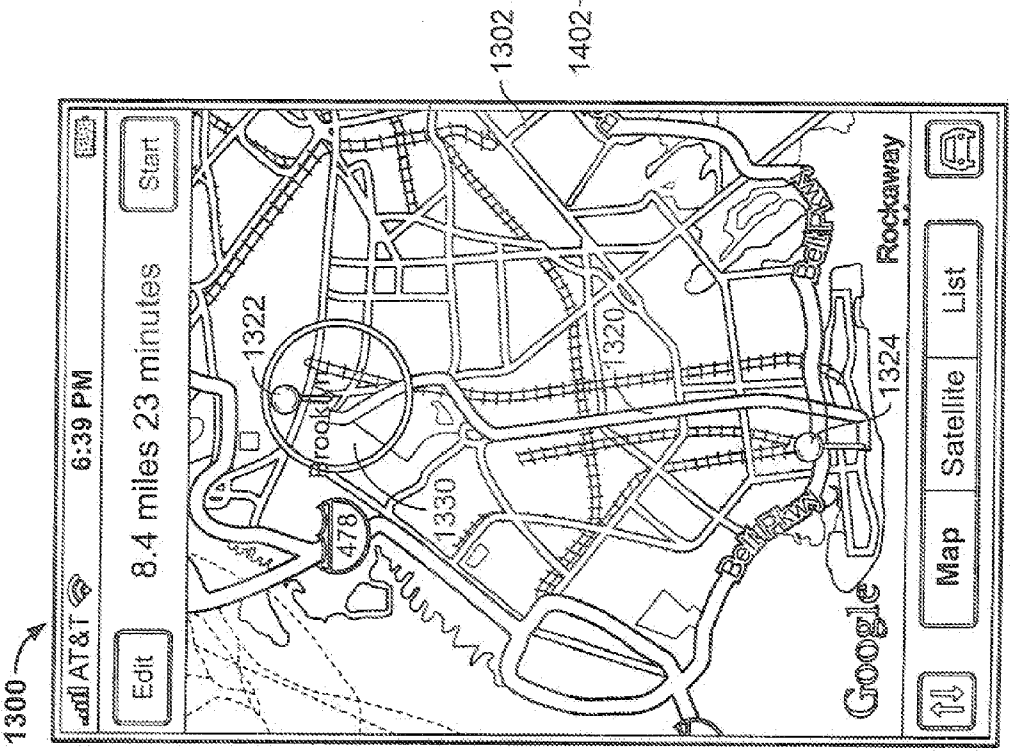 1300
AT&T 6:39 PM
Edit 8.4 miles 23 minutes Start
1322
Brooklyn
478
1330
1320
1302
1402
Belt Pkwy
Belt Pkwy
1324
Rockaway
Google
Map Satellite List